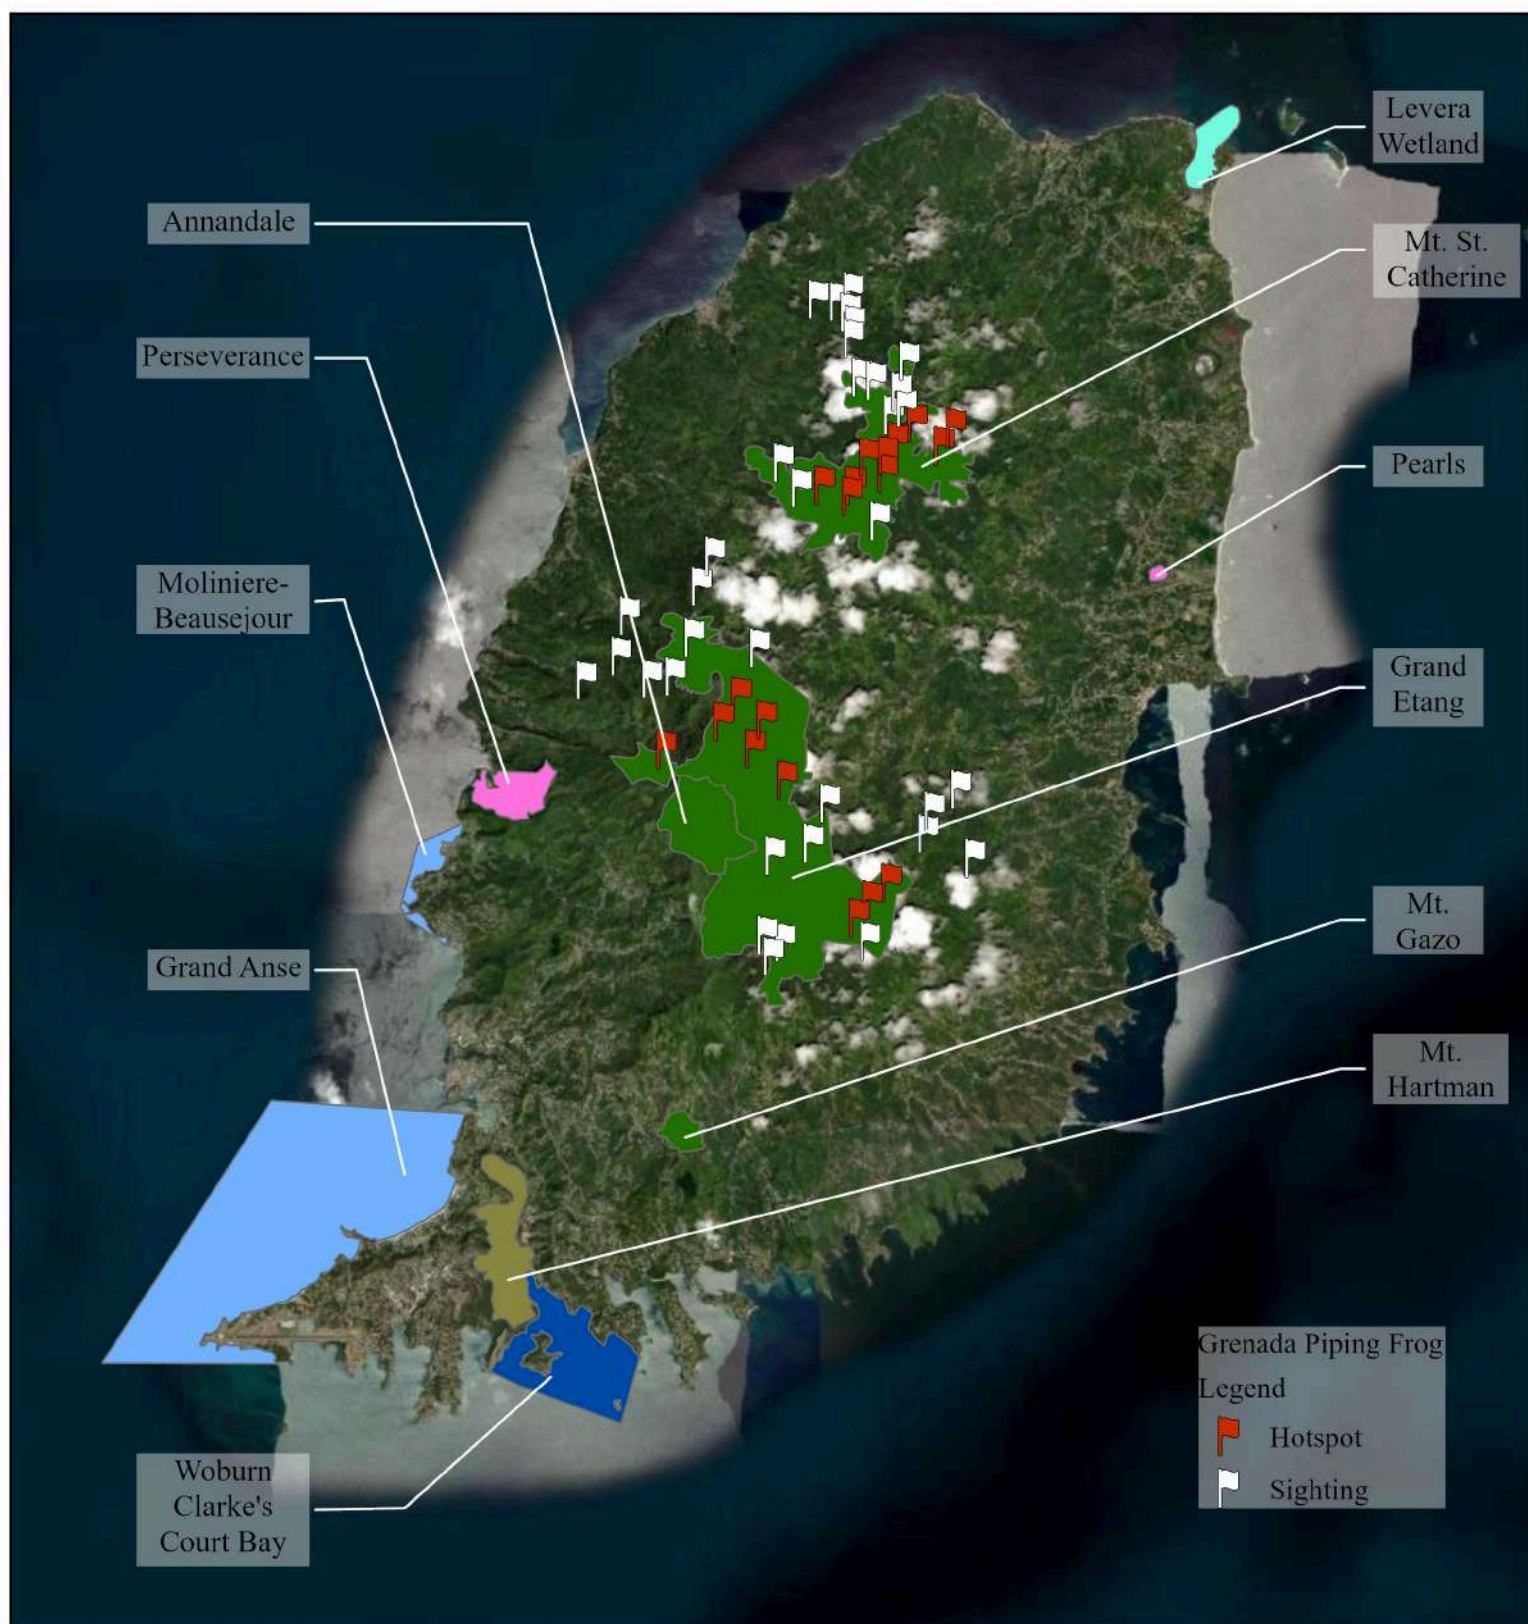 Annandale
Perseverance
Moliniere-
Beausejour
Grand Anse
Woburn
Clarke's
Court Bay
Levera
Wetland
Mt. St.
Catherine
Pearls
Grand
Etang
Mt.
Gazo
Mt.
Hartman
Grenada Piping Frog
Legend
Hotspot
Sighting